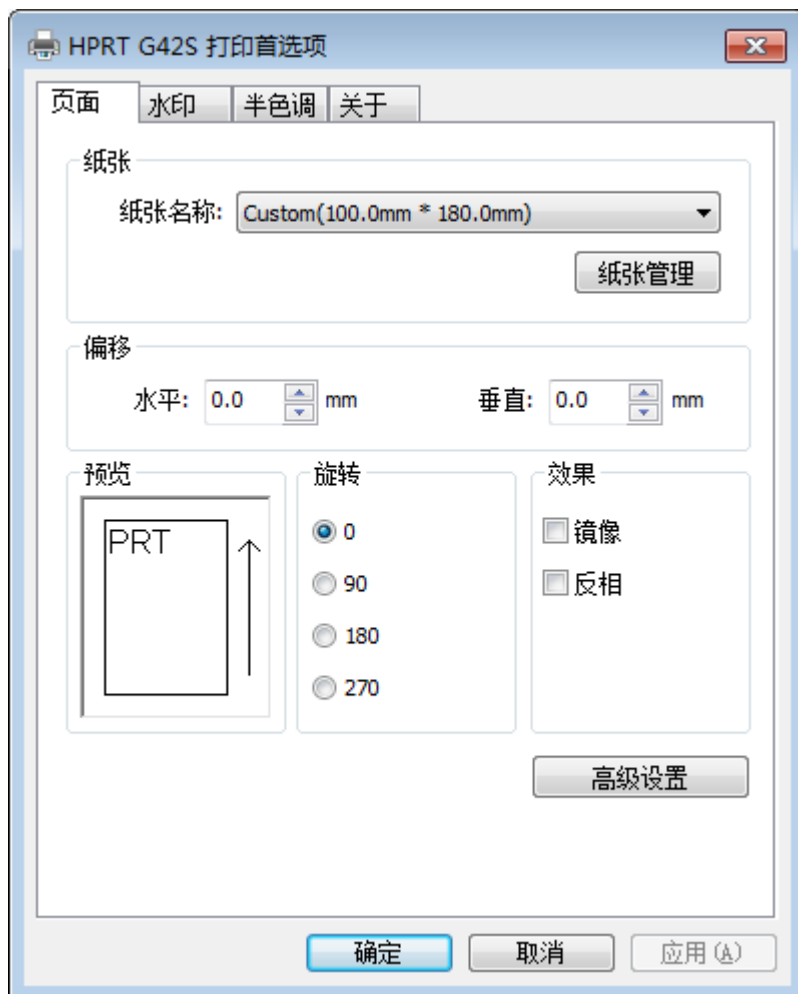 HPRT G42S 打印首选项
页面 水印 半色调 关于
纸张
纸张名称: Custom(100.0mm * 180.0mm)
纸张管理
偏移
水平: 0.0 mm 垂直: 0.0 mm
预览 旋转 效果
PRT
0 镜像
90 反相
180
270
高级设置
确定 取消 应用(A)